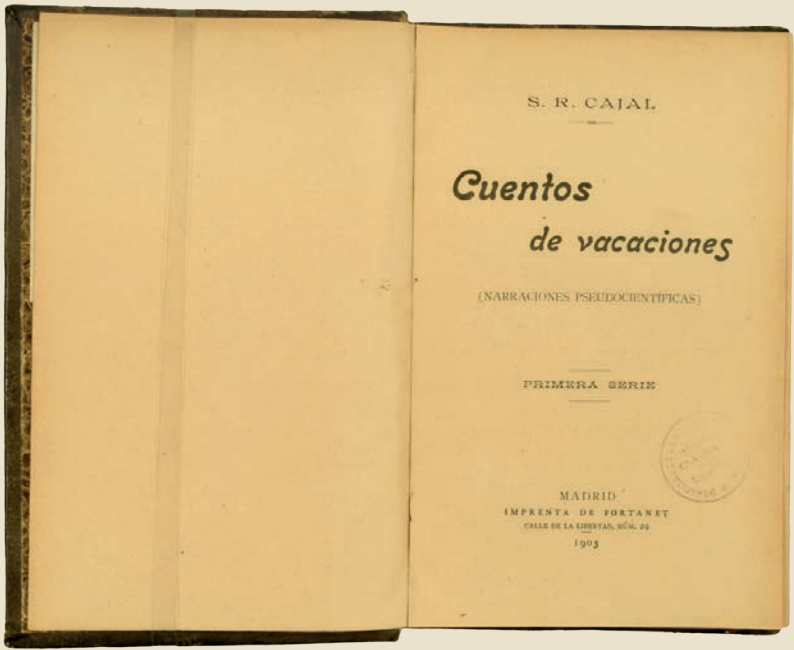 S. R. CAJAL
Cuentos
de vacaciones
(NARRACIONES PSEUDOCIENTÍFICAS)
PRIMERA SERIE
MADRID
IMPRENTA DE FORTANET
CALLE DE LA LIBERTAD, NÚM. 29
1905